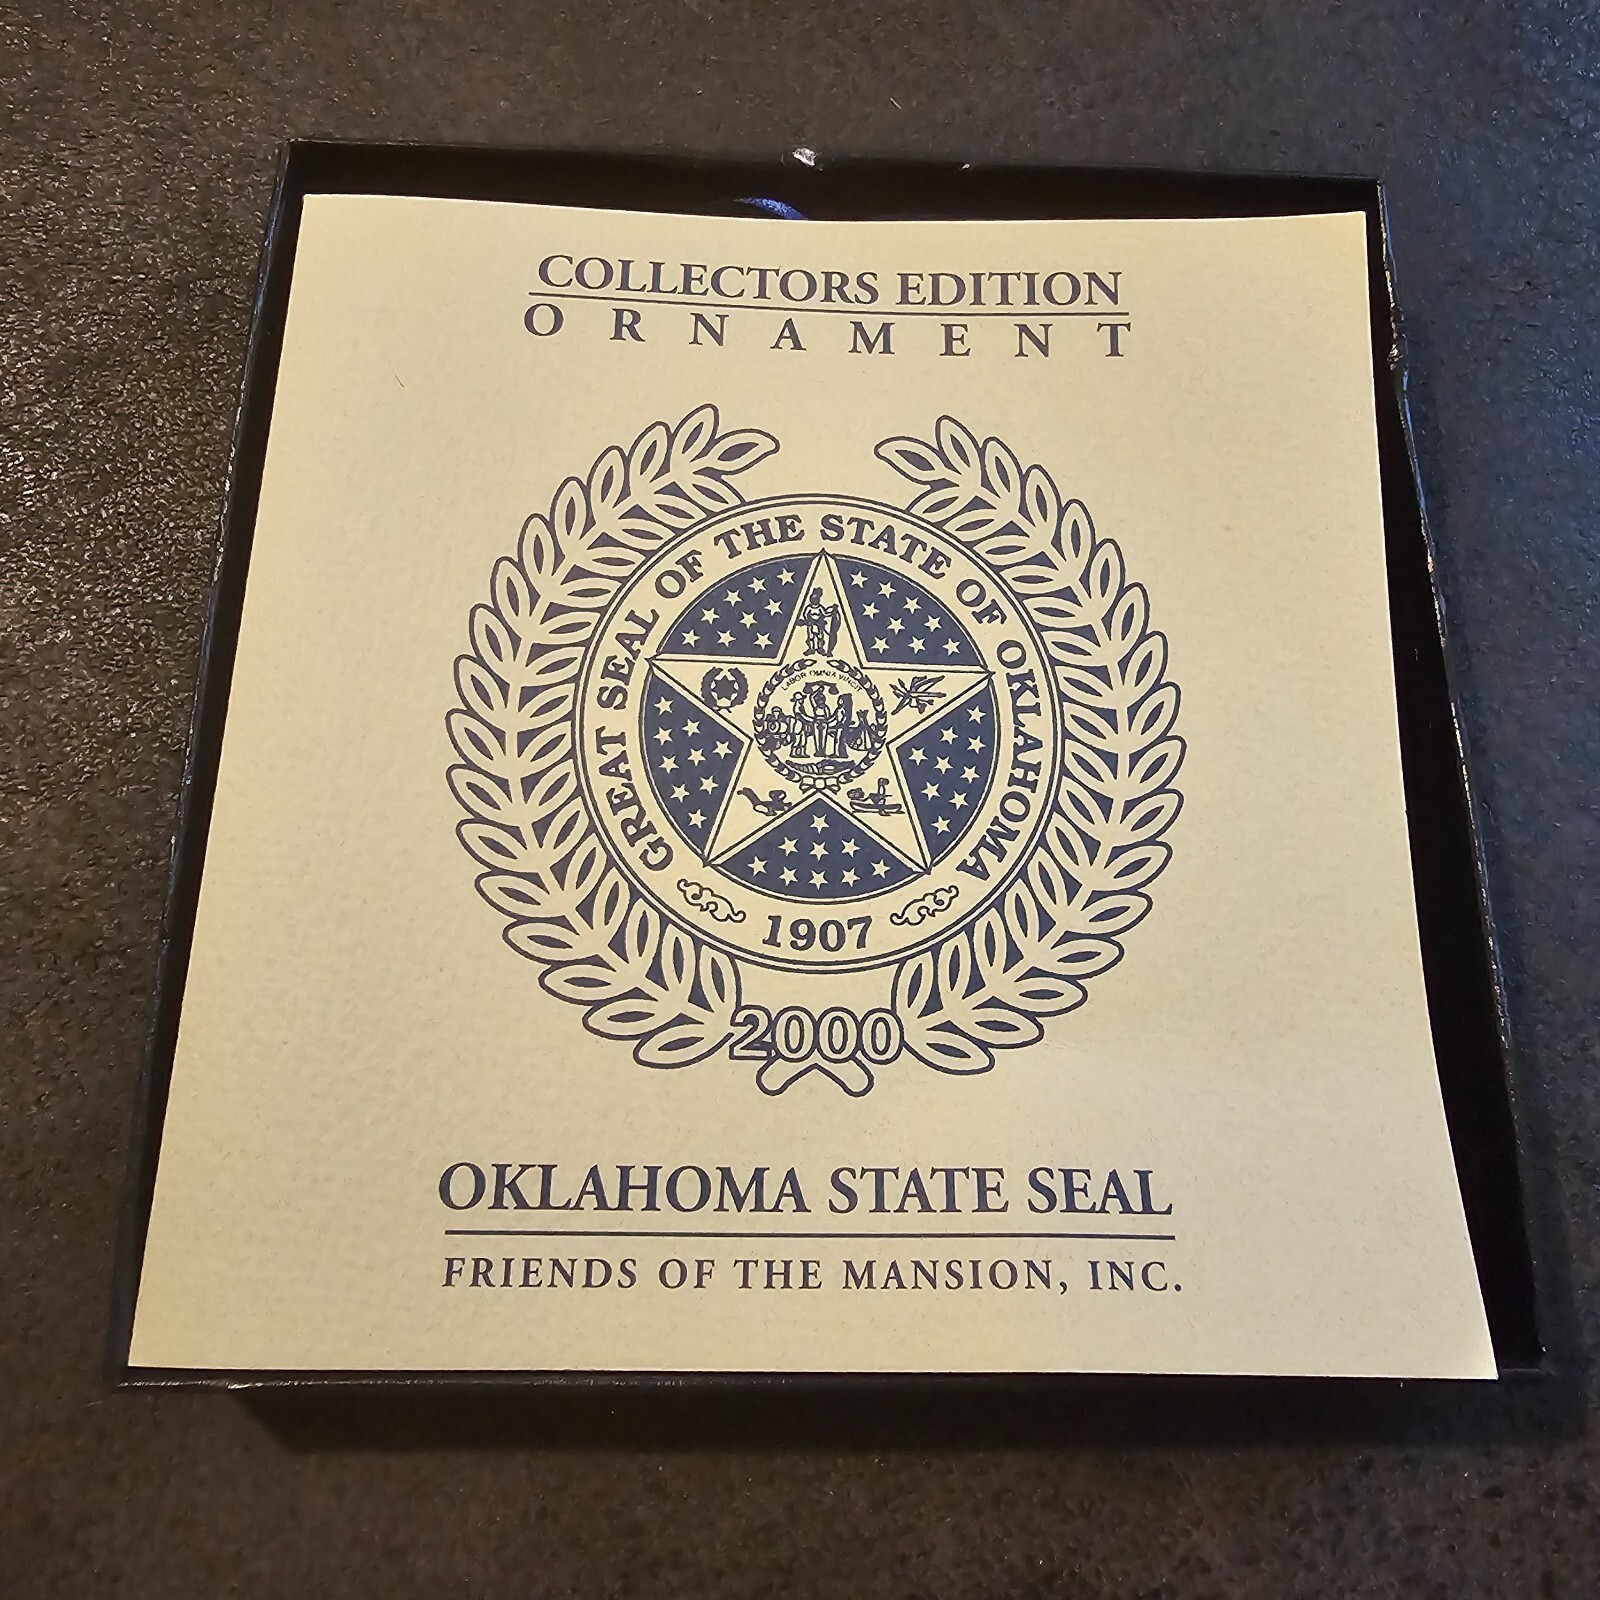 COLLECTORS EDITION
ORNAMENT
GREAT SEAL OF THE STATE OF OKLAHOMA
LABOR OMNIA VINCIT
1907
2000
OKLAHOMA STATE SEAL
FRIENDS OF THE MANSION, INC.